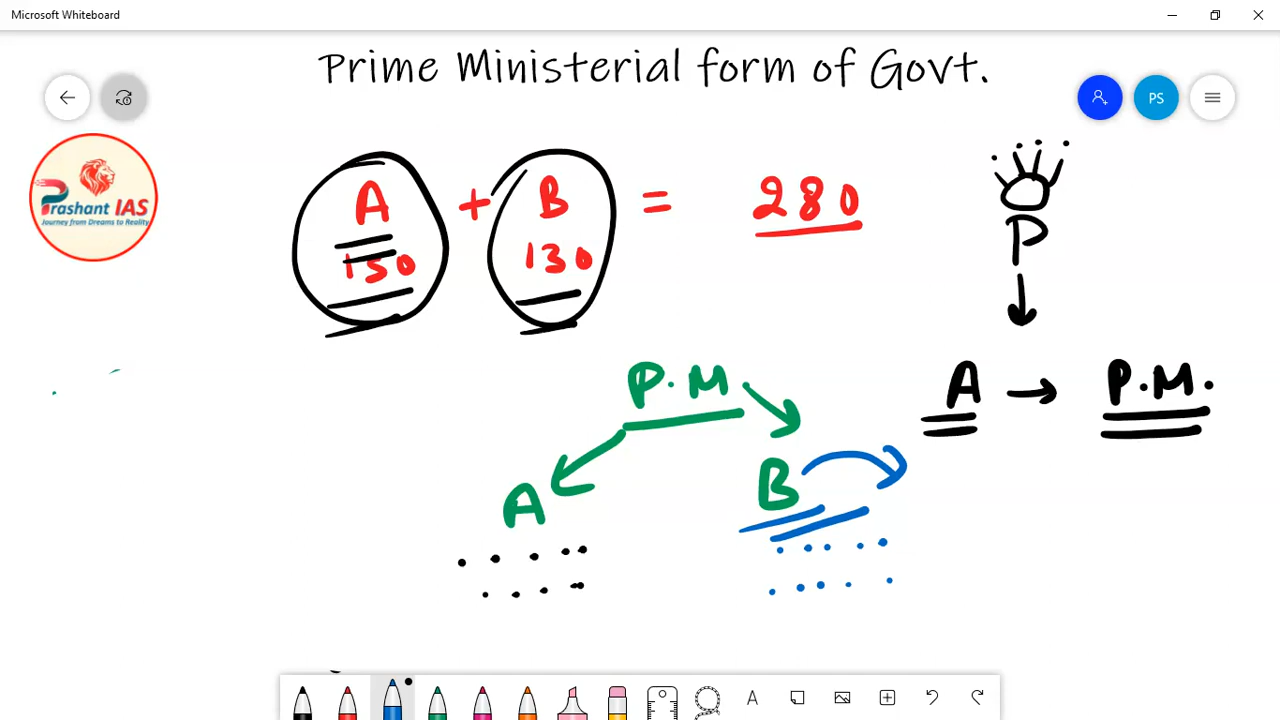 Microsoft Whiteboard
Prime Ministerial form of Govt.
PS
Prashant IAS
Journey from Dreams to Reality
A + B = 280
150 130
P
P.M
A → P.M.
A B
A